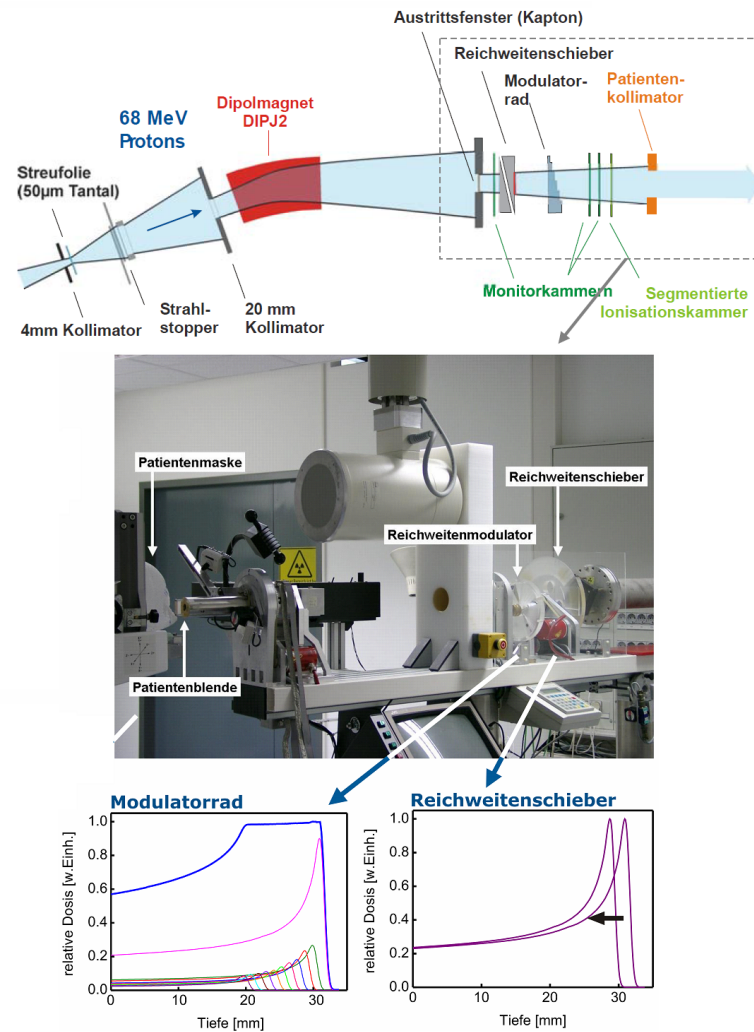 Austrittsfenster (Kapton)
Reichweitenschieber
Modulator-
rad
Patienten-
kollimator
Dipolmagnet
DIPJ2
68 MeV
Protons
Streufolie
(50µm Tantal)
4mm Kollimator
Strahl-
stopper
20 mm
Kollimator
Monitorkammern
Segmentierte
Ionisationskammer
Patientenmaske
Reichweitenschieber
Reichweitenmodulator
Patientenblende
Modulatorrad
relative Dosis [w.Einh.]
1.0
0.8
0.6
0.4
0.2
0.0
0
10
20
30
Tiefe [mm]
Reichweitenschieber
relative Dosis [w.Einh.]
1.0
0.8
0.6
0.4
0.2
0.0
0
10
20
30
Tiefe [mm]